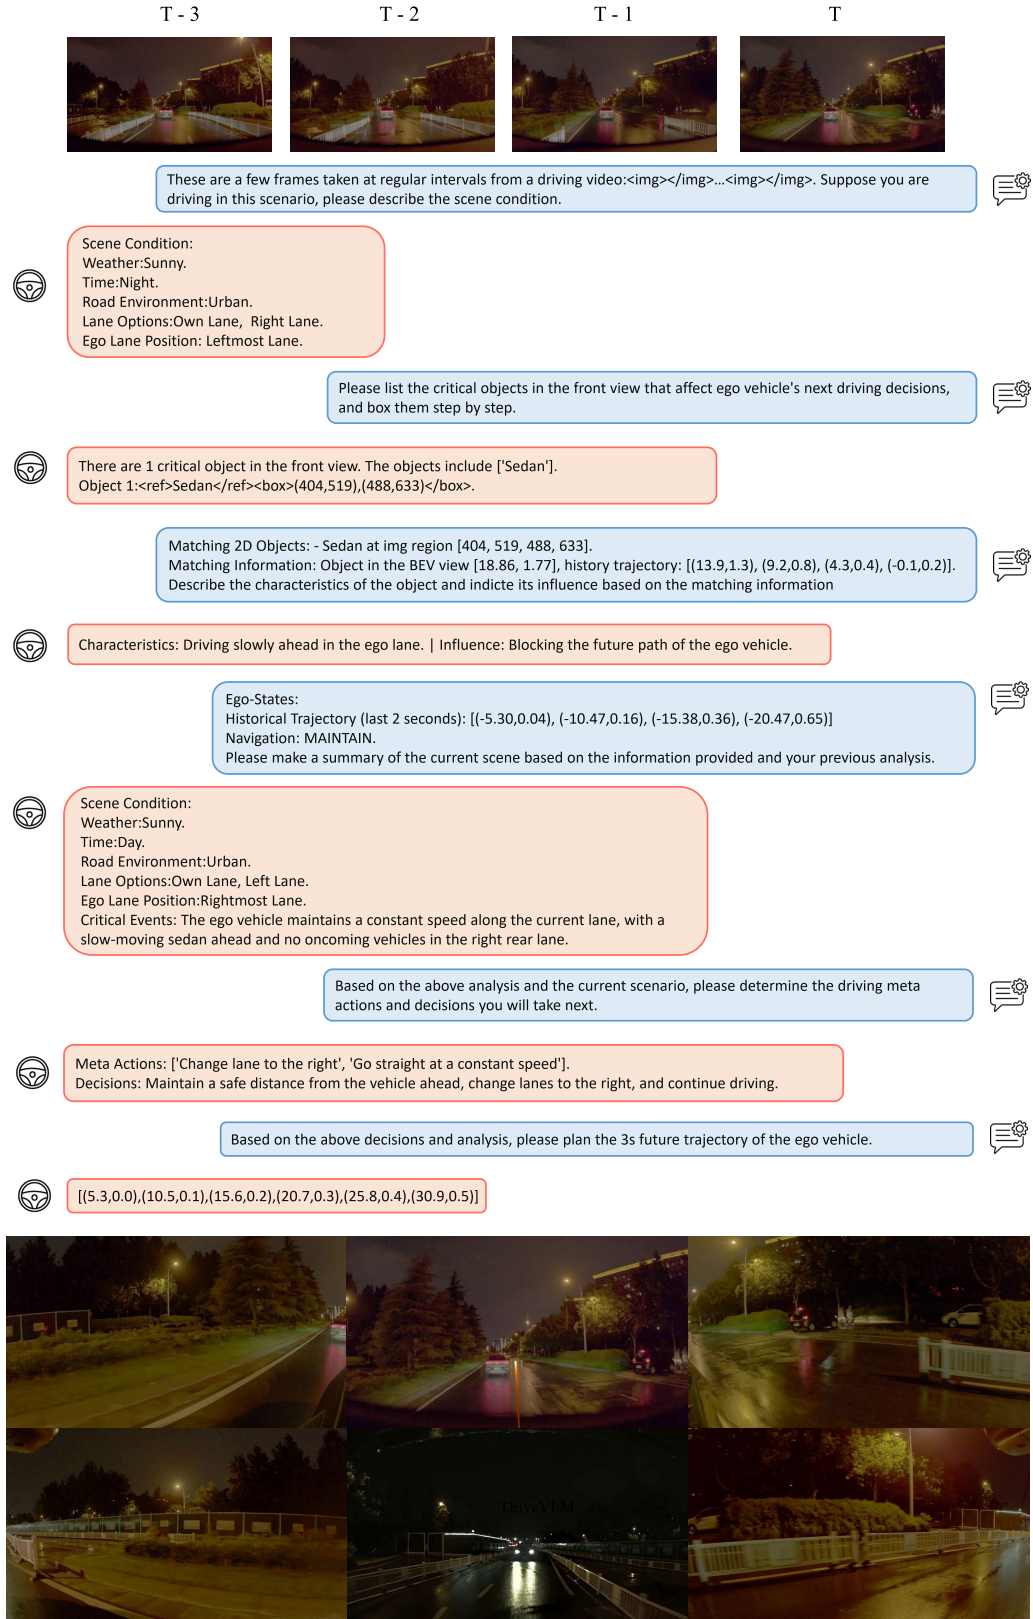 T - 3
T - 2
T - 1
T
These are a few frames taken at regular intervals from a driving video:<img></img>...<img></img>. Suppose you are
driving in this scenario, please describe the scene condition.
Scene Condition:
Weather:Sunny.
Time:Night.
Road Environment:Urban.
Lane Options:Own Lane,  Right Lane.
Ego Lane Position: Leftmost Lane.
Please list the critical objects in the front view that affect ego vehicle's next driving decisions,
and box them step by step.
There are 1 critical object in the front view. The objects include ['Sedan'].
Object 1:<ref>Sedan</ref><box>(404,519),(488,633)</box>.
Matching 2D Objects: - Sedan at img region [404, 519, 488, 633].
Matching Information: Object in the BEV view [18.86, 1.77], history trajectory: [(13.9,1.3), (9.2,0.8), (4.3,0.4), (-0.1,0.2)].
Describe the characteristics of the object and indicte its influence based on the matching information
Characteristics: Driving slowly ahead in the ego lane. | Influence: Blocking the future path of the ego vehicle.
Ego-States:
Historical Trajectory (last 2 seconds): [(-5.30,0.04), (-10.47,0.16), (-15.38,0.36), (-20.47,0.65)]
Navigation: MAINTAIN.
Please make a summary of the current scene based on the information provided and your previous analysis.
Scene Condition:
Weather:Sunny.
Time:Day.
Road Environment:Urban.
Lane Options:Own Lane, Left Lane.
Ego Lane Position:Rightmost Lane.
Critical Events: The ego vehicle maintains a constant speed along the current lane, with a
slow-moving sedan ahead and no oncoming vehicles in the right rear lane.
Based on the above analysis and the current scenario, please determine the driving meta
actions and decisions you will take next.
Meta Actions: ['Change lane to the right', 'Go straight at a constant speed'].
Decisions: Maintain a safe distance from the vehicle ahead, change lanes to the right, and continue driving.
Based on the above decisions and analysis, please plan the 3s future trajectory of the ego vehicle.
[(5.3,0.0),(10.5,0.1),(15.6,0.2),(20.7,0.3),(25.8,0.4),(30.9,0.5)]
DriveVLM